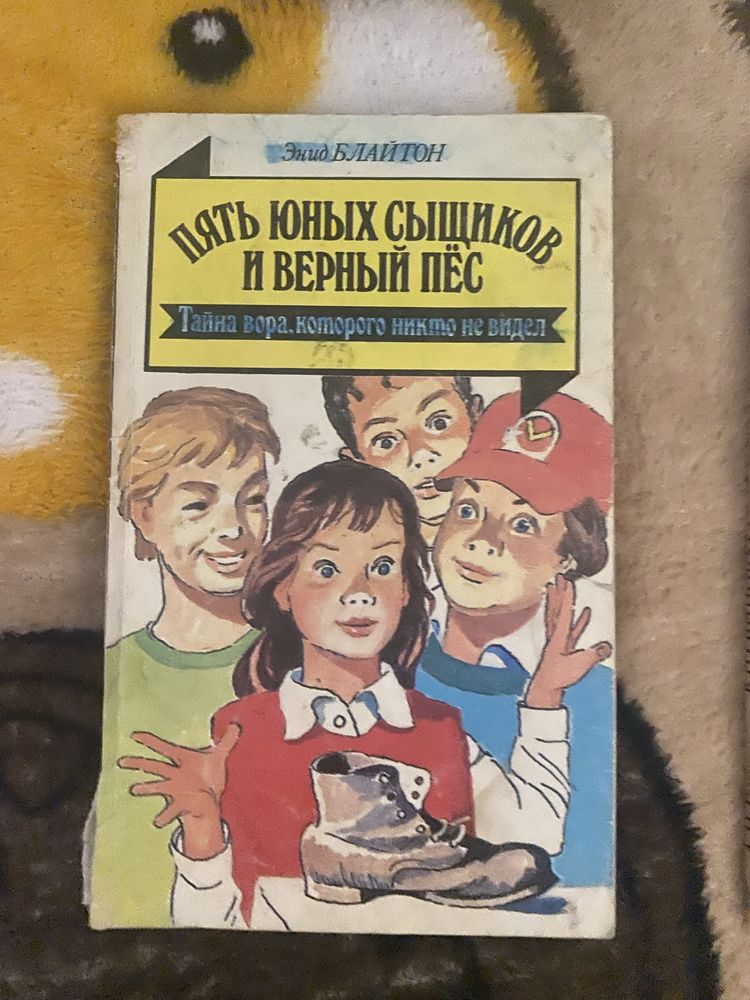 Энид БЛАЙТОН
ПЯТЬ ЮНЫХ СЫЩИКОВ
И ВЕРНЫЙ ПЁС
Тайна вора, которого никто не видел